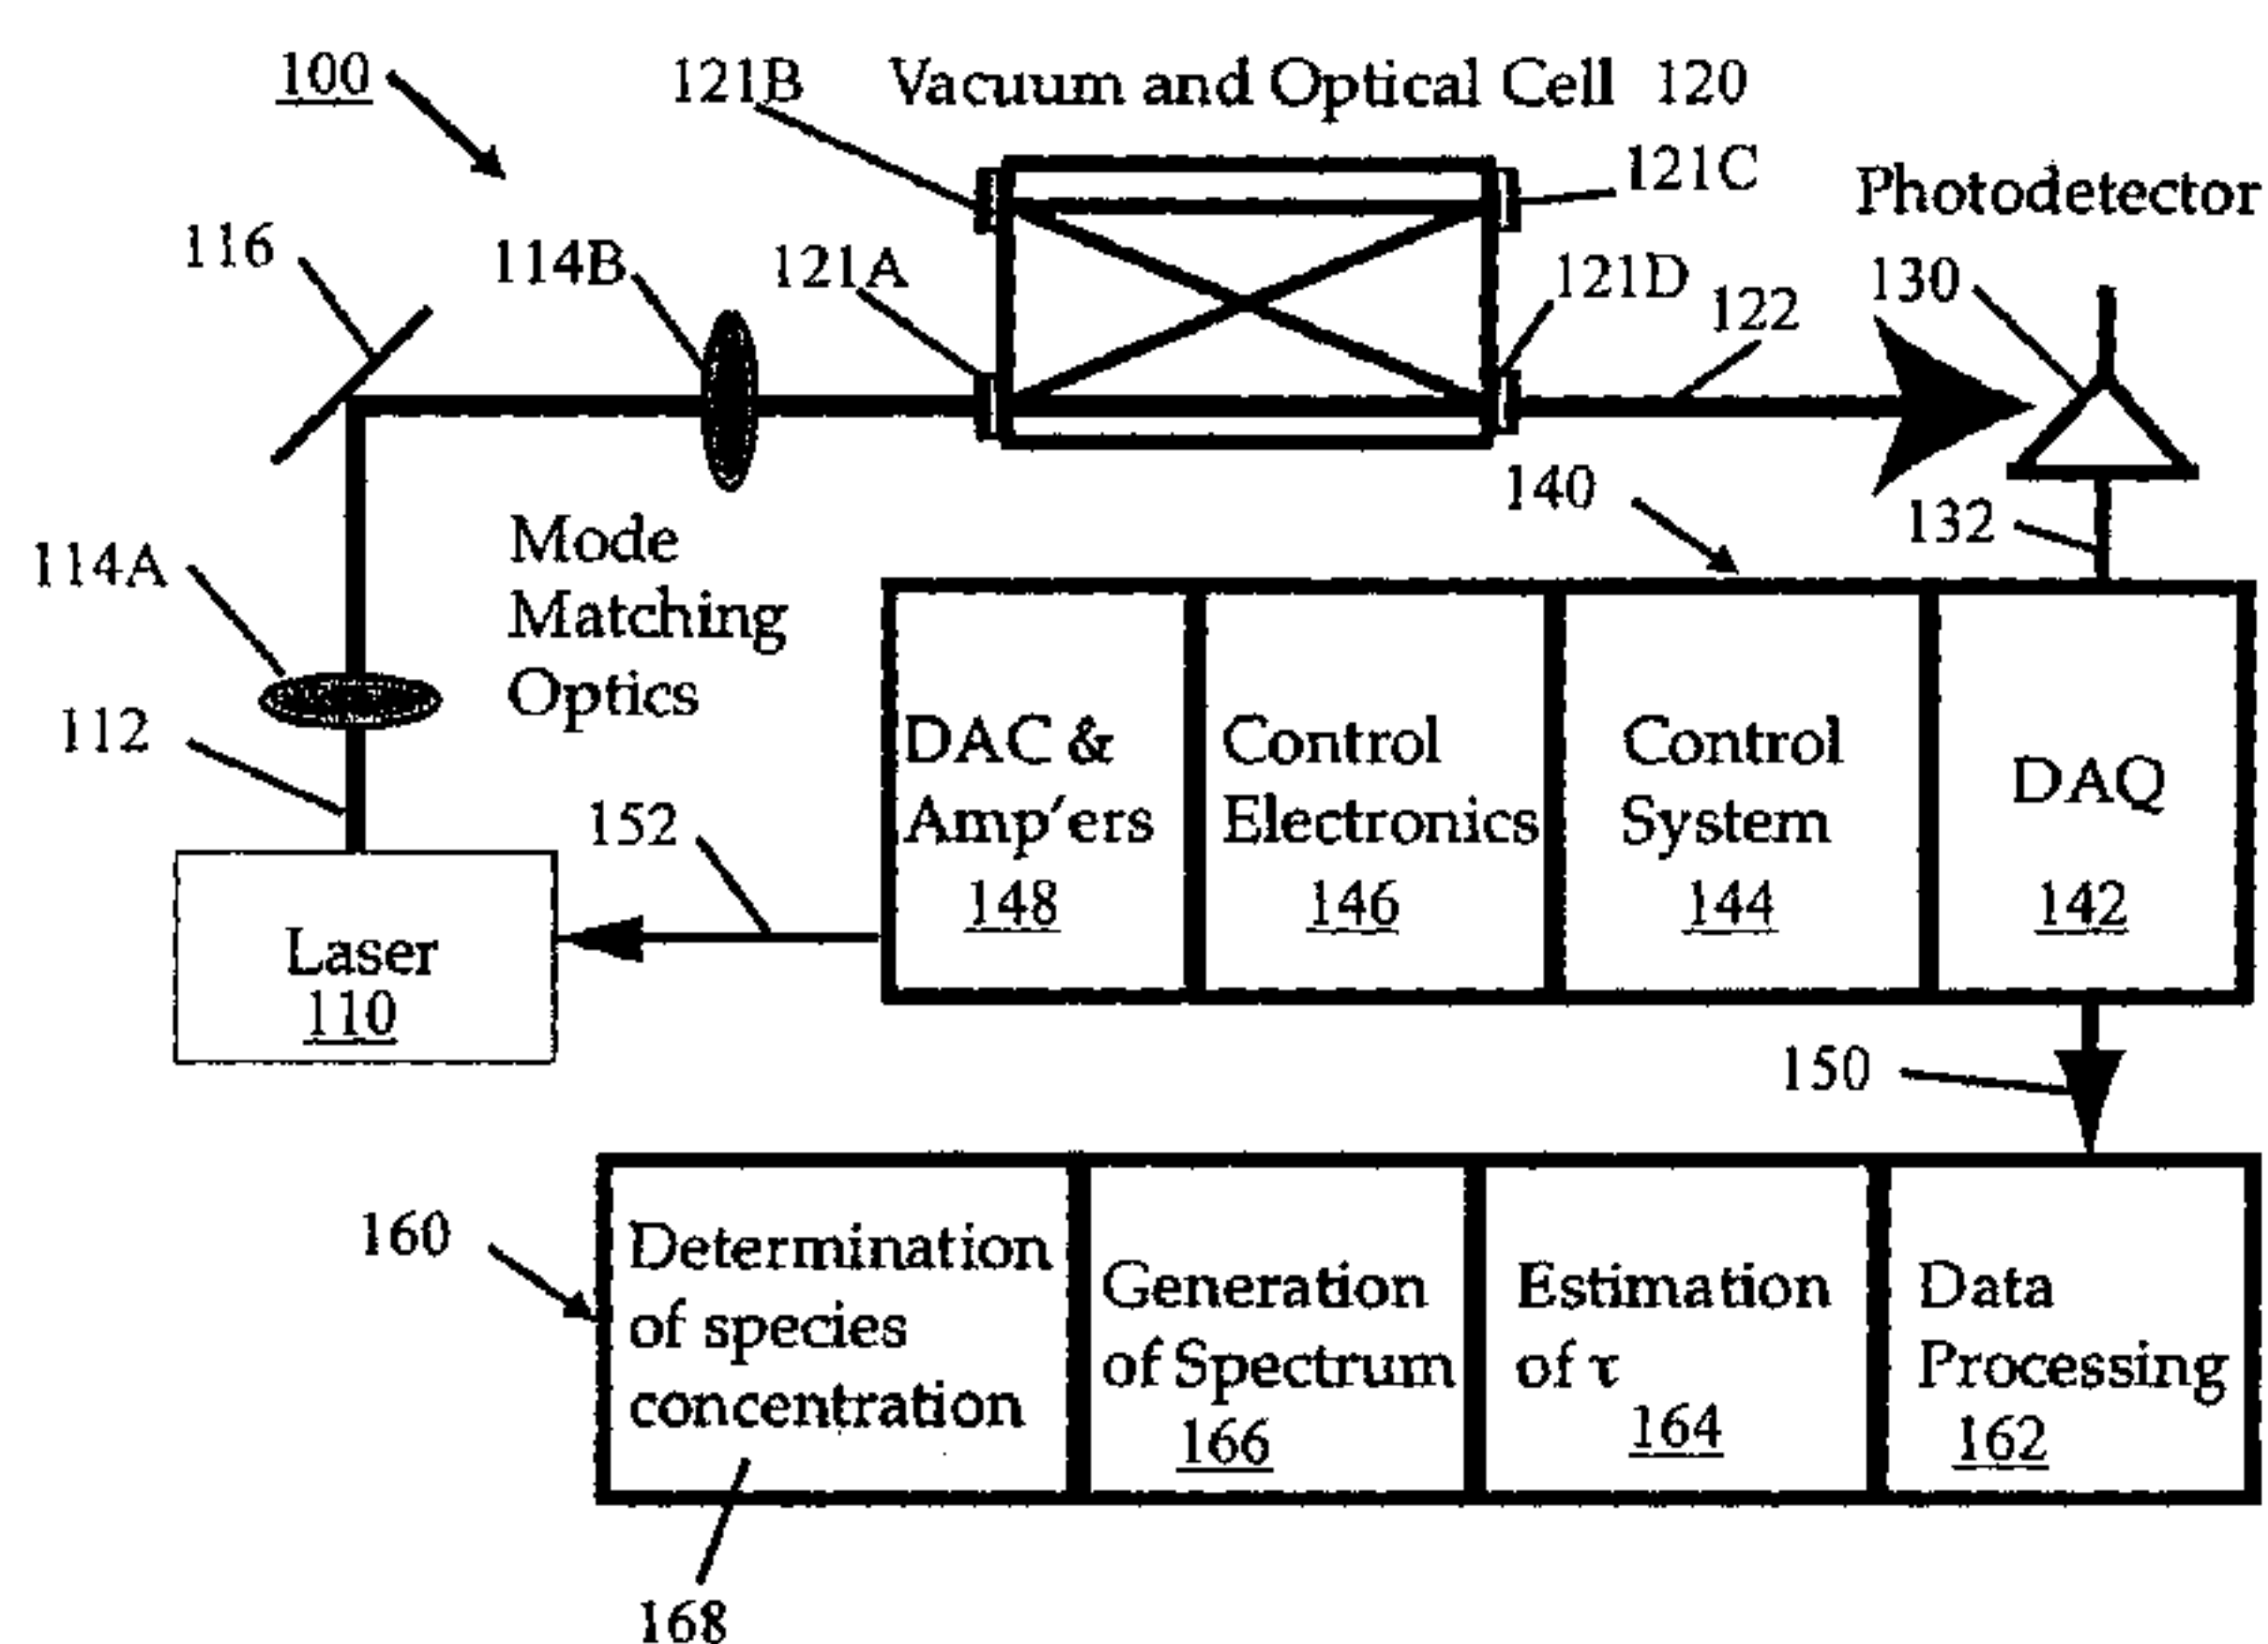 100
121B
Vacuum and Optical Cell 120
121C
Photodetector
116
114B
121A
121D
122
130
140
132
114A
Mode
Matching
Optics
112
152
DAC &
Amp'ers
148
Control
Electronics
146
Control
System
144
DAQ
142
Laser
110
150
160
Determination
of species
concentration
168
Generation
of Spectrum
166
Estimation
of τ
164
Data
Processing
162